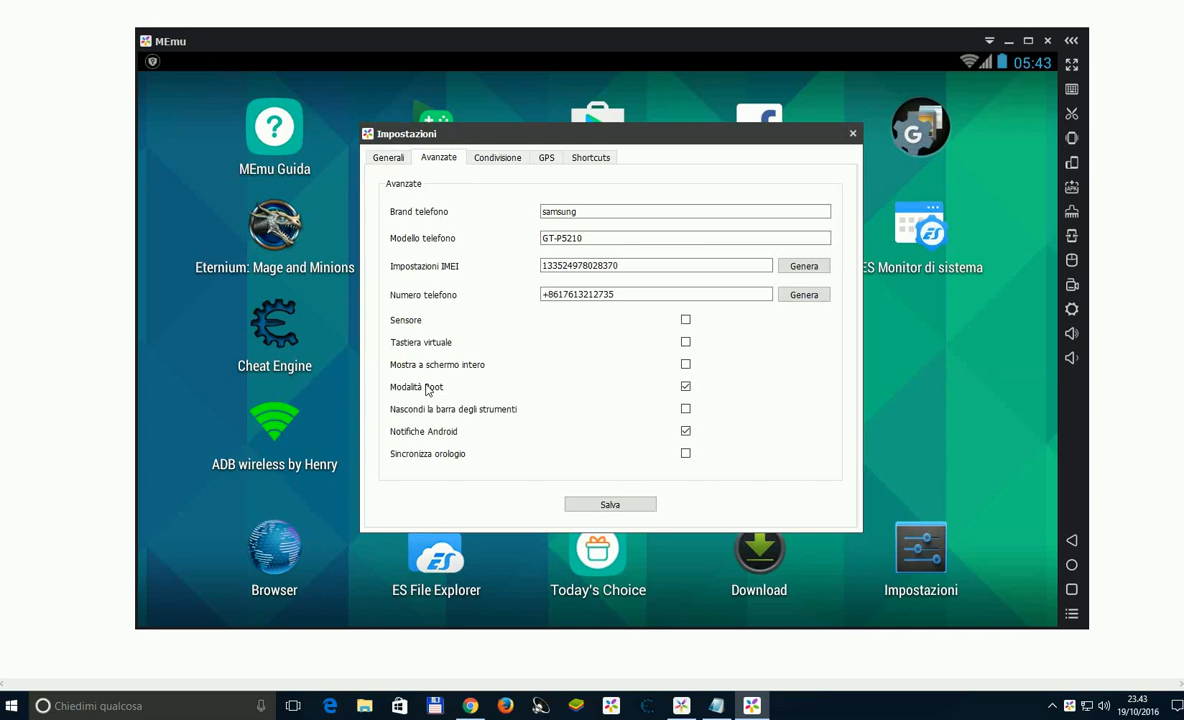 MEmu
05:43
Impostazioni
Generali Avanzate Condivisione GPS Shortcuts
Avanzate
Brand telefono samsung
Modello telefono GT-P5210
Impostazioni IMEI 133524978028370 Genera
Numero telefono +8617613212735 Genera
Sensore
Tastiera virtuale
Mostra a schermo intero
Modalità Root
Nascondi la barra degli strumenti
Notifiche Android
Sincronizza orologio
Salva
MEmu Guida
G
Eternium: Mage and Minions
ES
ES Monitor di sistema
Cheat Engine
ADB wireless by Henry
APK
ES
Browser
ES File Explorer
Today's Choice
Download
Impostazioni
Chiedimi qualcosa
23.43
19/10/2016